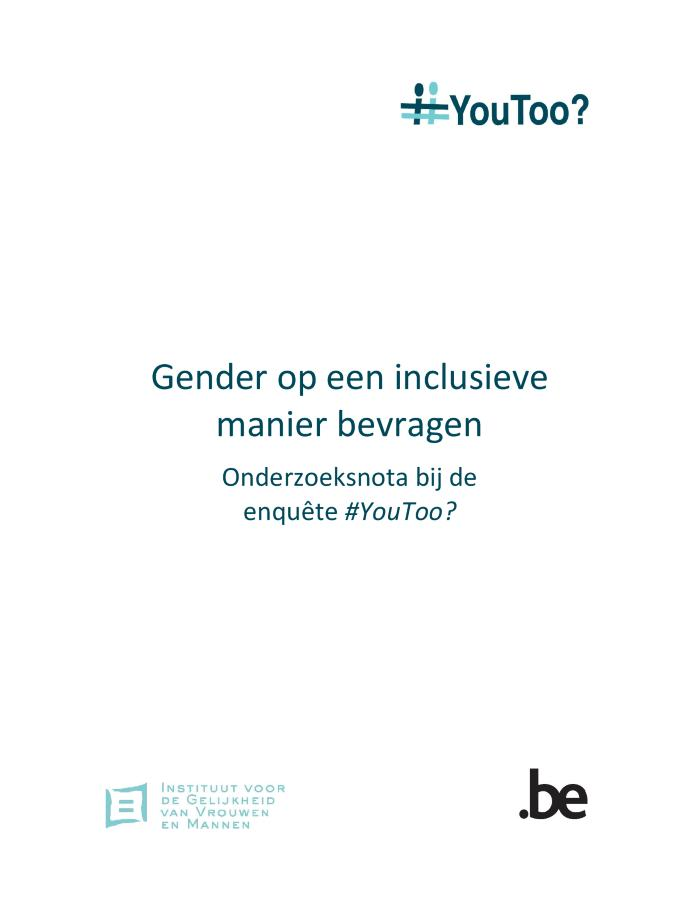 #YouToo?
Gender op een inclusieve
manier bevragen
Onderzoeksnota bij de
enquête #YouToo?
INSTITUUT VOOR
DE GELIJKHEID
VAN VROUWEN
EN MANNEN
.be